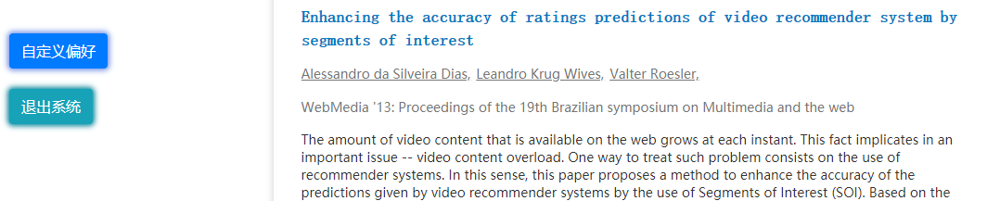 自定义偏好
退出系统
Enhancing the accuracy of ratings predictions of video recommender system by
segments of interest
Alessandro da Silveira Dias, Leandro Krug Wives, Valter Roesler,
WebMedia '13: Proceedings of the 19th Brazilian symposium on Multimedia and the web
The amount of video content that is available on the web grows at each instant. This fact implicates in an
important issue -- video content overload. One way to treat such problem consists on the use of
recommender systems. In this sense, this paper proposes a method to enhance the accuracy of the
predictions given by video recommender systems by the use of Segments of Interest (SOI). Based on the